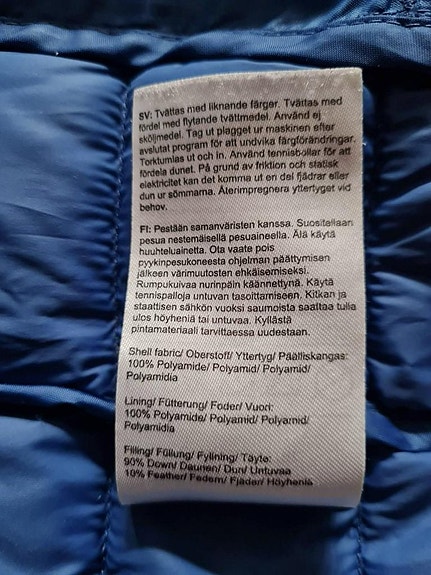 SV: Tvättas med liknande färger. Tvättas med
fördel med flytande tvättmedel. Använd ej
sköljmedel. Tag ut plagget ur maskinen efter
avslutat program för att undvika färgförändringar.
Torktumlas ut och in. Använd tennisbollar för att
fördela dunet. På grund av friktion och statisk
elektricitet kan det komma ut en del fjädrar eller
dun ur sömmarna. Återimpregnera yttertyget vid
behov.
FI: Pestään samanväristen kanssa. Suositellaan
pesua nestemäisellä pesuaineella. Älä käytä
huuhteluainetta. Ota vaate pois
pyykinpesukoneesta ohjelman päättymisen
jälkeen värimuutosten ehkäisemiseksi.
Rumpukuivaa nurinpäin käännettynä. Käytä
tennispalloja untuvan tasoittamiseen. Kitkan ja
staattisen sähkön vuoksi saumoista saattaa tulla
ulos höyheniä tai untuvaa. Kyllästä
pintamateriaali tarvittaessa uudestaan.
Shell fabric/ Oberstoff/ Yttertyg/ Päälliskangas:
100% Polyamide/ Polyamid/ Polyamid/
Polyamidia
Lining/ Fütterung/ Foder/ Vuori:
100% Polyamide/ Polyamid/ Polyamid/
Polyamidia
Filling/ Füllung/ Fyllning/ Täyte:
90% Down/ Daunen/ Dun/ Untuvaa
10% Feather/ Federn/ Fjäder/ Höyheniä